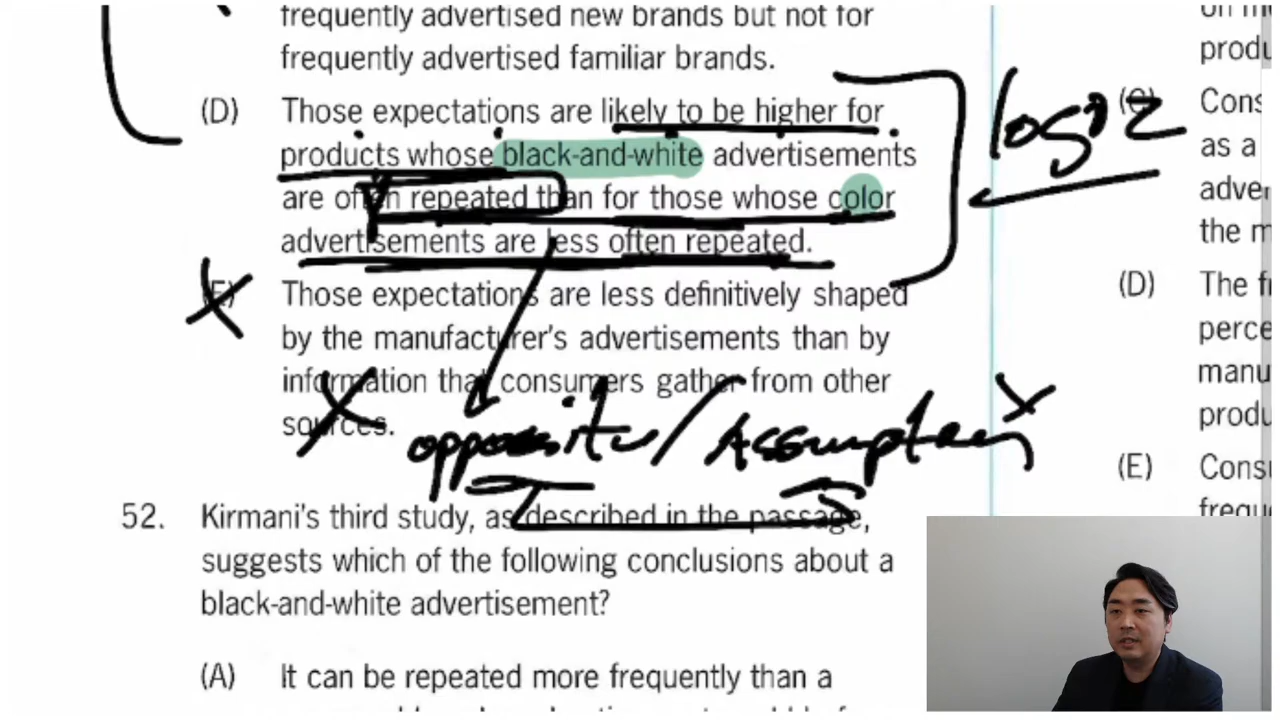 frequently advertised new brands but not for
frequently advertised familiar brands.
(D) Those expectations are likely to be higher for
products whose black-and-white advertisements
are often repeated than for those whose color
advertisements are less often repeated.
(E) Those expectations are less definitively shaped
by the manufacturer's advertisements than by
information that consumers gather from other
sources.
52. Kirmani's third study, as described in the passage,
suggests which of the following conclusions about a
black-and-white advertisement?
(A) It can be repeated more frequently than a
on
produ
(C) Cons
as a
adver
the m
(D) The f
perce
manu
produ
(E) Cons
frequ
opposite / Assumption